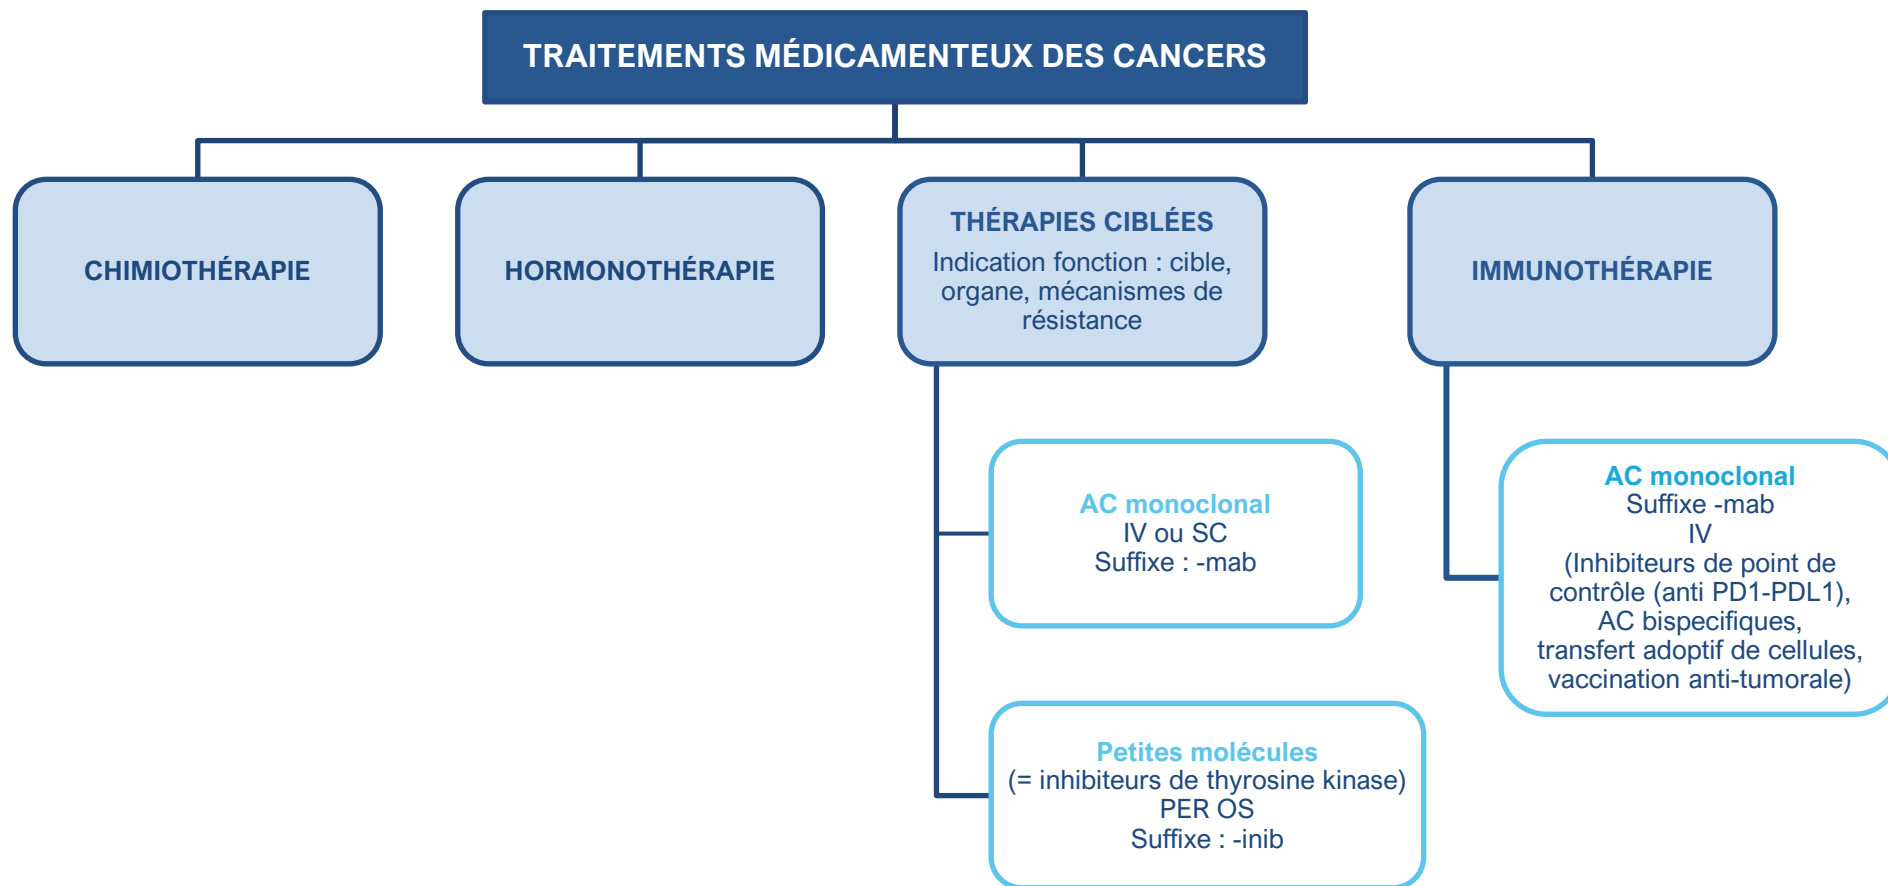 TRAITEMENTS MÉDICAMENTEUX DES CANCERS
CHIMIOTHÉRAPIE
HORMONOTHÉRAPIE
THÉRAPIES CIBLÉES
Indication fonction : cible,
organe, mécanismes de
résistance
IMMUNOTHÉRAPIE
AC monoclonal
IV ou SC
Suffixe : -mab
Petites molécules
(= inhibiteurs de thyrosine kinase)
PER OS
Suffixe : -inib
AC monoclonal
Suffixe -mab
IV
(Inhibiteurs de point de
contrôle (anti PD1-PDL1),
AC bispecifiques,
transfert adoptif de cellules,
vaccination anti-tumorale)